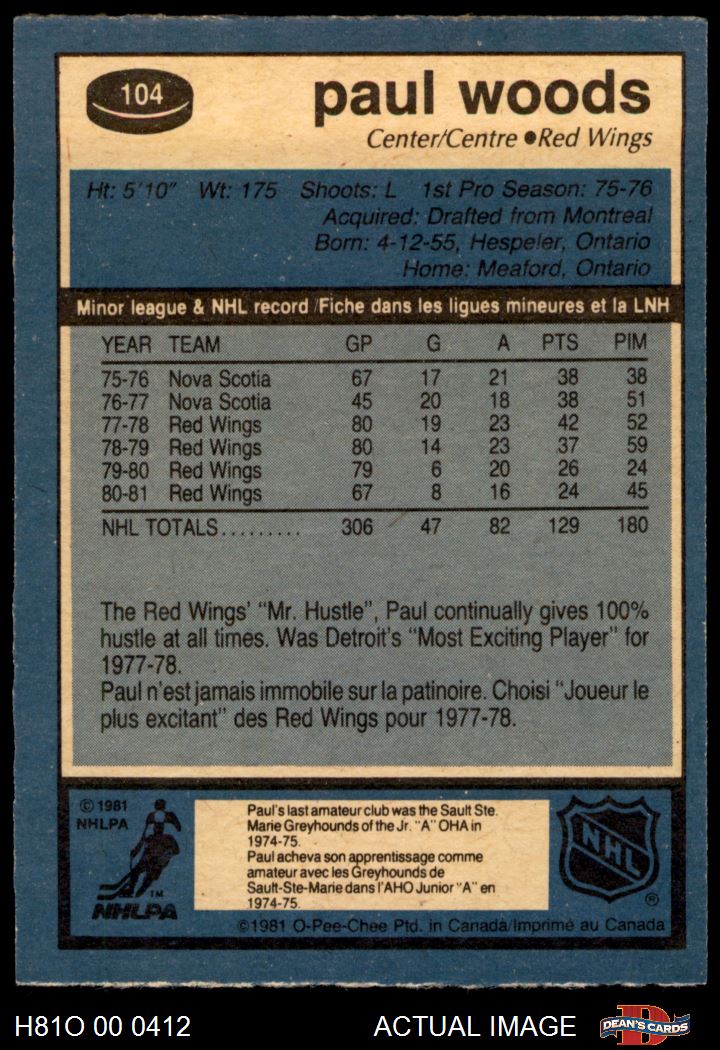 104
paul woods
Center/Centre ● Red Wings
Ht: 5'10" Wt: 175 Shoots: L 1st Pro Season: 75-76
Acquired: Drafted from Montreal
Born: 4-12-55, Hespeler, Ontario
Home: Meaford, Ontario
Minor league & NHL record/Fiche dans les ligues mineures et la LNH
YEAR TEAM GP G A PTS PIM
75-76 Nova Scotia 67 17 21 38 38
76-77 Nova Scotia 45 20 18 38 51
77-78 Red Wings 80 19 23 42 52
78-79 Red Wings 80 14 23 37 59
79-80 Red Wings 79 6 20 26 24
80-81 Red Wings 67 8 16 24 45
NHL TOTALS......... 306 47 82 129 180
The Red Wings' "Mr. Hustle", Paul continually gives 100%
hustle at all times. Was Detroit's "Most Exciting Player" for
1977-78.
Paul n'est jamais immobile sur la patinoire. Choisi "Joueur le
plus excitant" des Red Wings pour 1977-78.
© 1981
NHLPA
TM
NHLPA
Paul's last amateur club was the Sault Ste.
Marie Greyhounds of the Jr. "A" OHA in
1974-75.
Paul acheva son apprentissage comme
amateur avec les Greyhounds de
Sault-Ste-Marie dans l'AHO Junior "A" en
1974-75.
NHL
®
©1981 O-Pee-Chee Ptd. in Canada/Imprimé au Canada
H81O 00 0412
ACTUAL IMAGE
D
DEAN'S CARDS